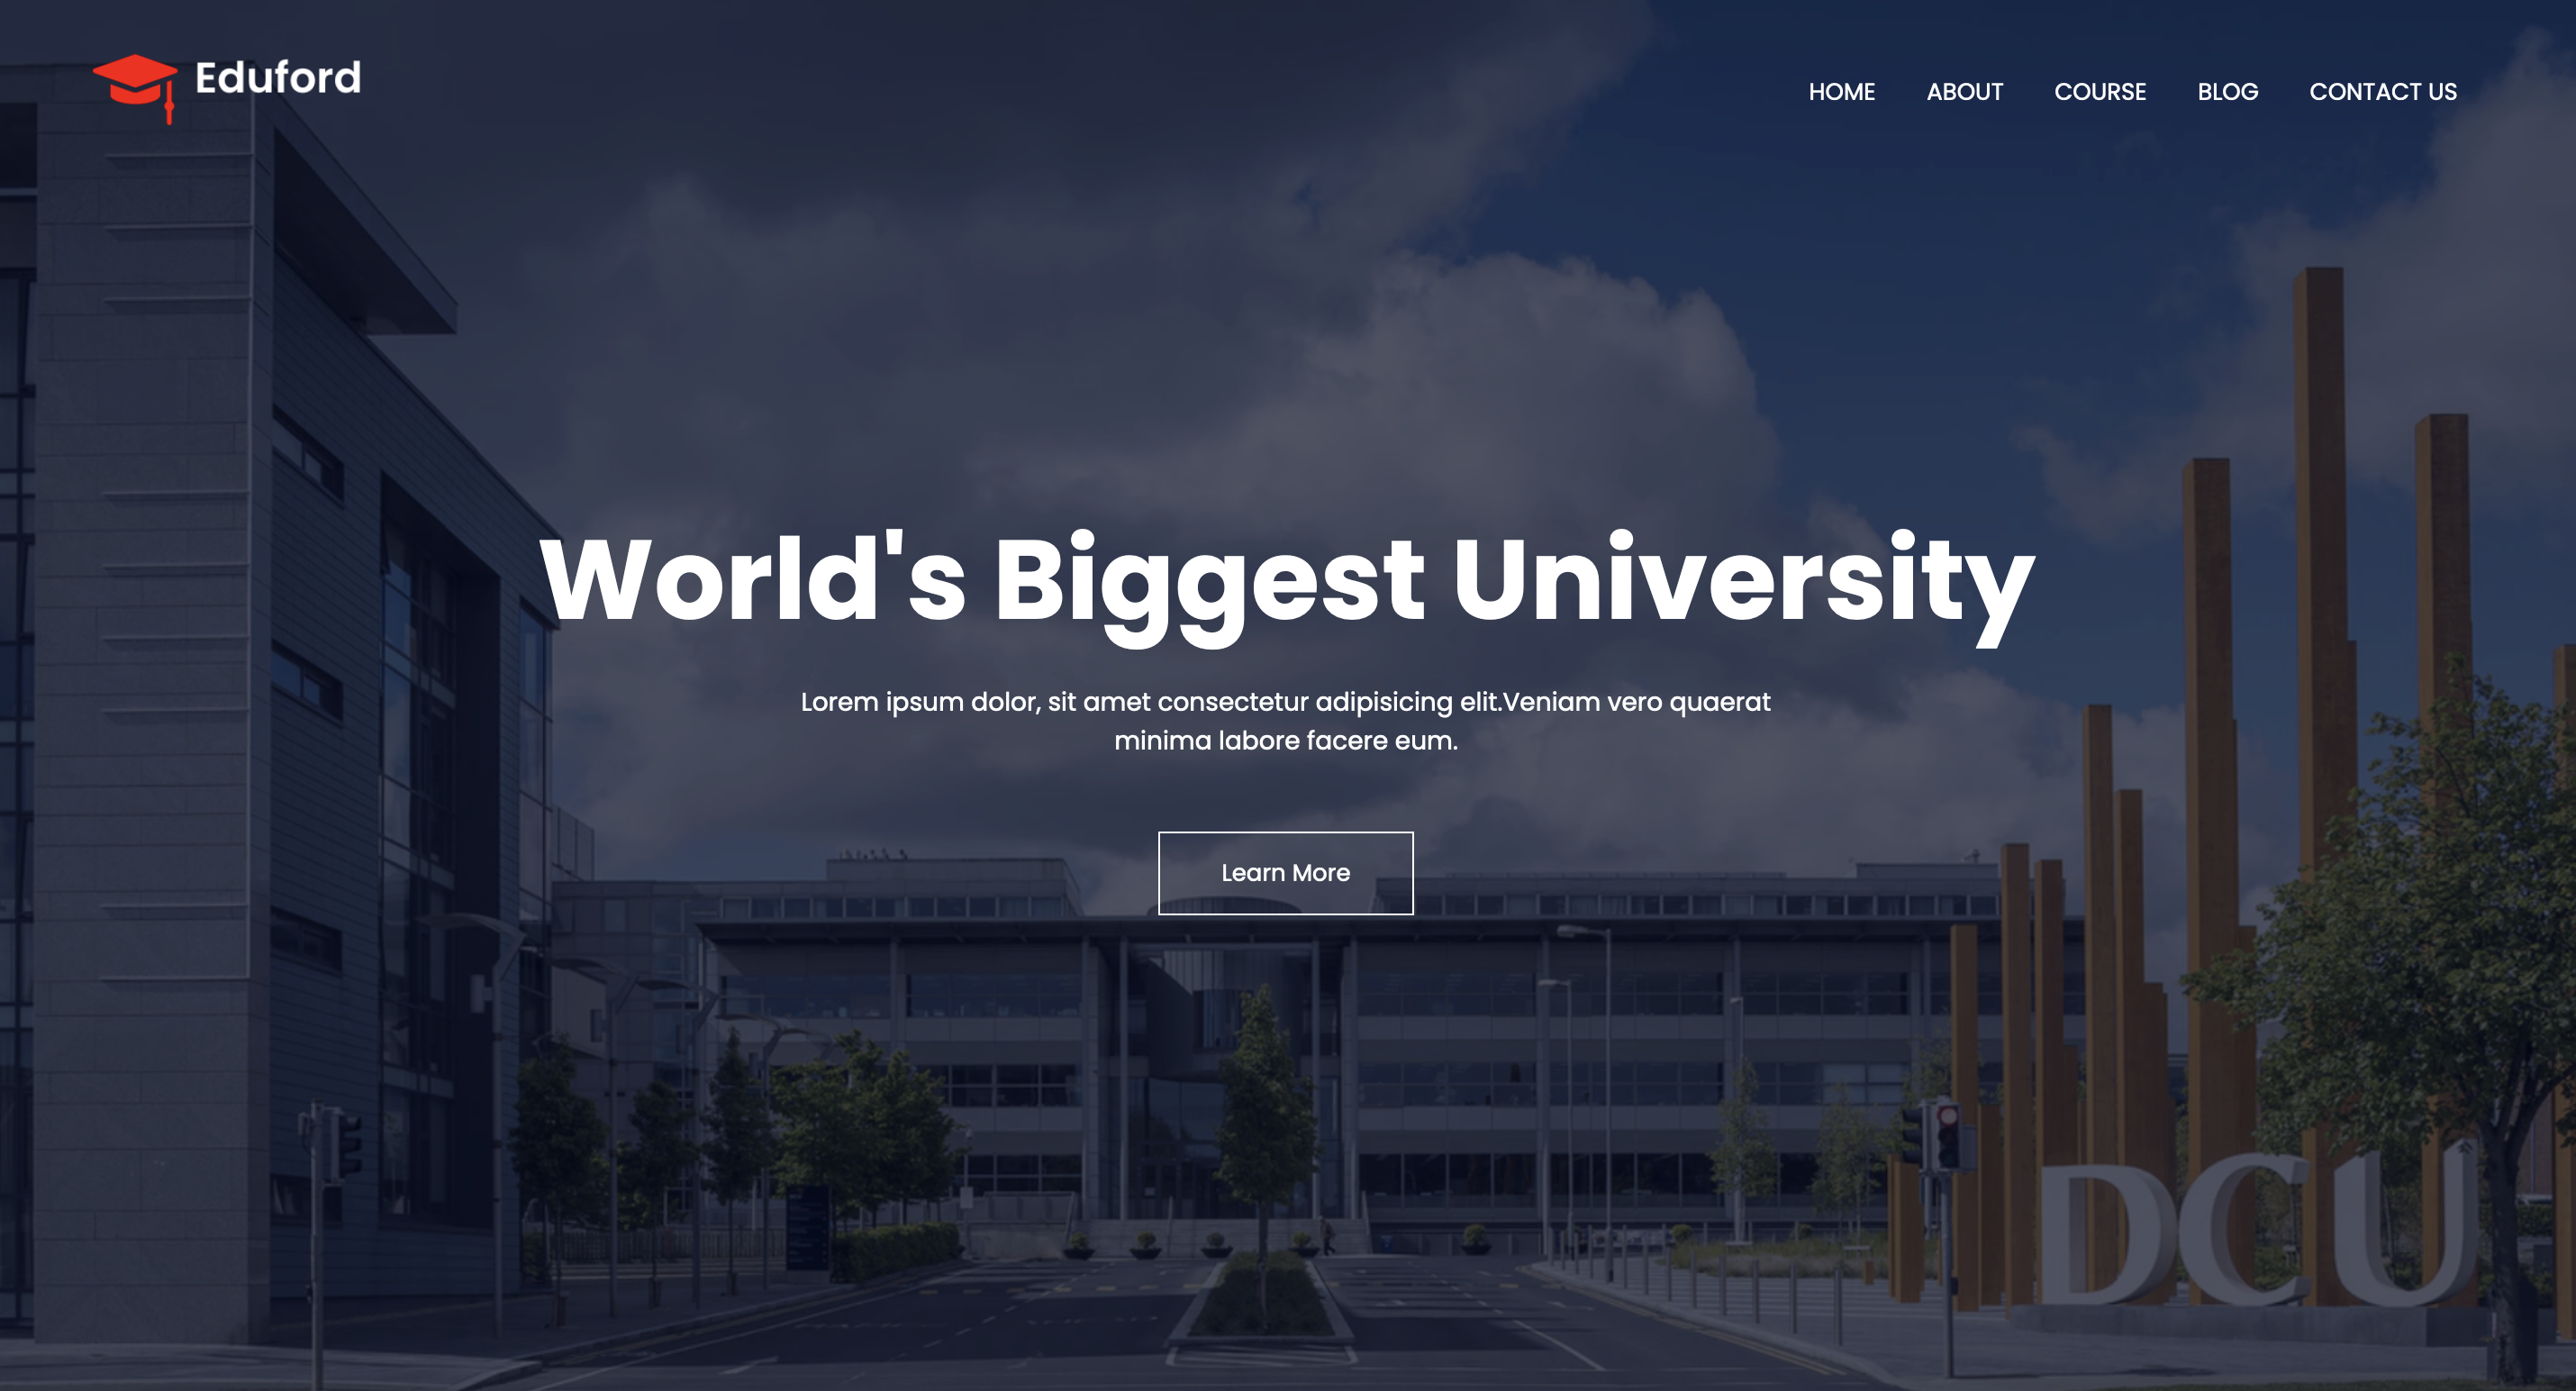 Eduford
HOME ABOUT COURSE BLOG CONTACT US
World's Biggest University
Lorem ipsum dolor, sit amet consectetur adipisicing elit.Veniam vero quaerat
minima labore facere eum.
Learn More
DCU